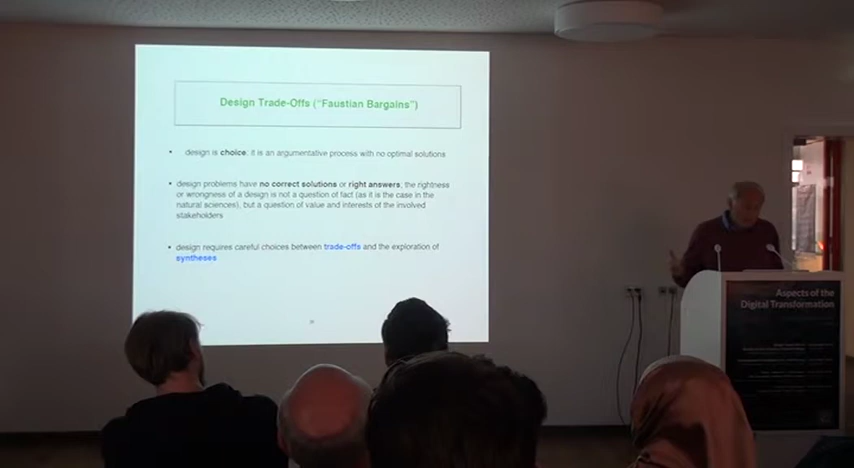 Design Trade-Offs ("Faustian Bargains")
• design is choice: it is an argumentative process with no optimal solutions
• design problems have no correct solutions or right answers; the rightness
or wrongness of a design is not a question of fact (as it is the case in the
natural sciences), but a question of value and interests of the involved
stakeholders
• design requires careful choices between trade-offs and the exploration of
syntheses
Aspects of the
Digital Transformation